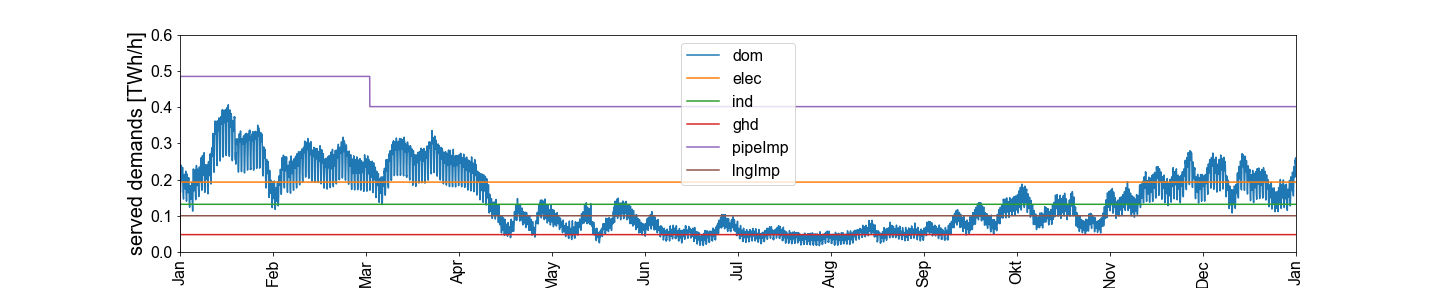 served demands [TWh/h]
0.6
0.5
0.4
0.3
0.2
0.1
0.0
dom
elec
ind
ghd
pipeImp
lngImp
Jan
Feb
Mar
Apr
May
Jun
Jul
Aug
Sep
Okt
Nov
Dec
Jan